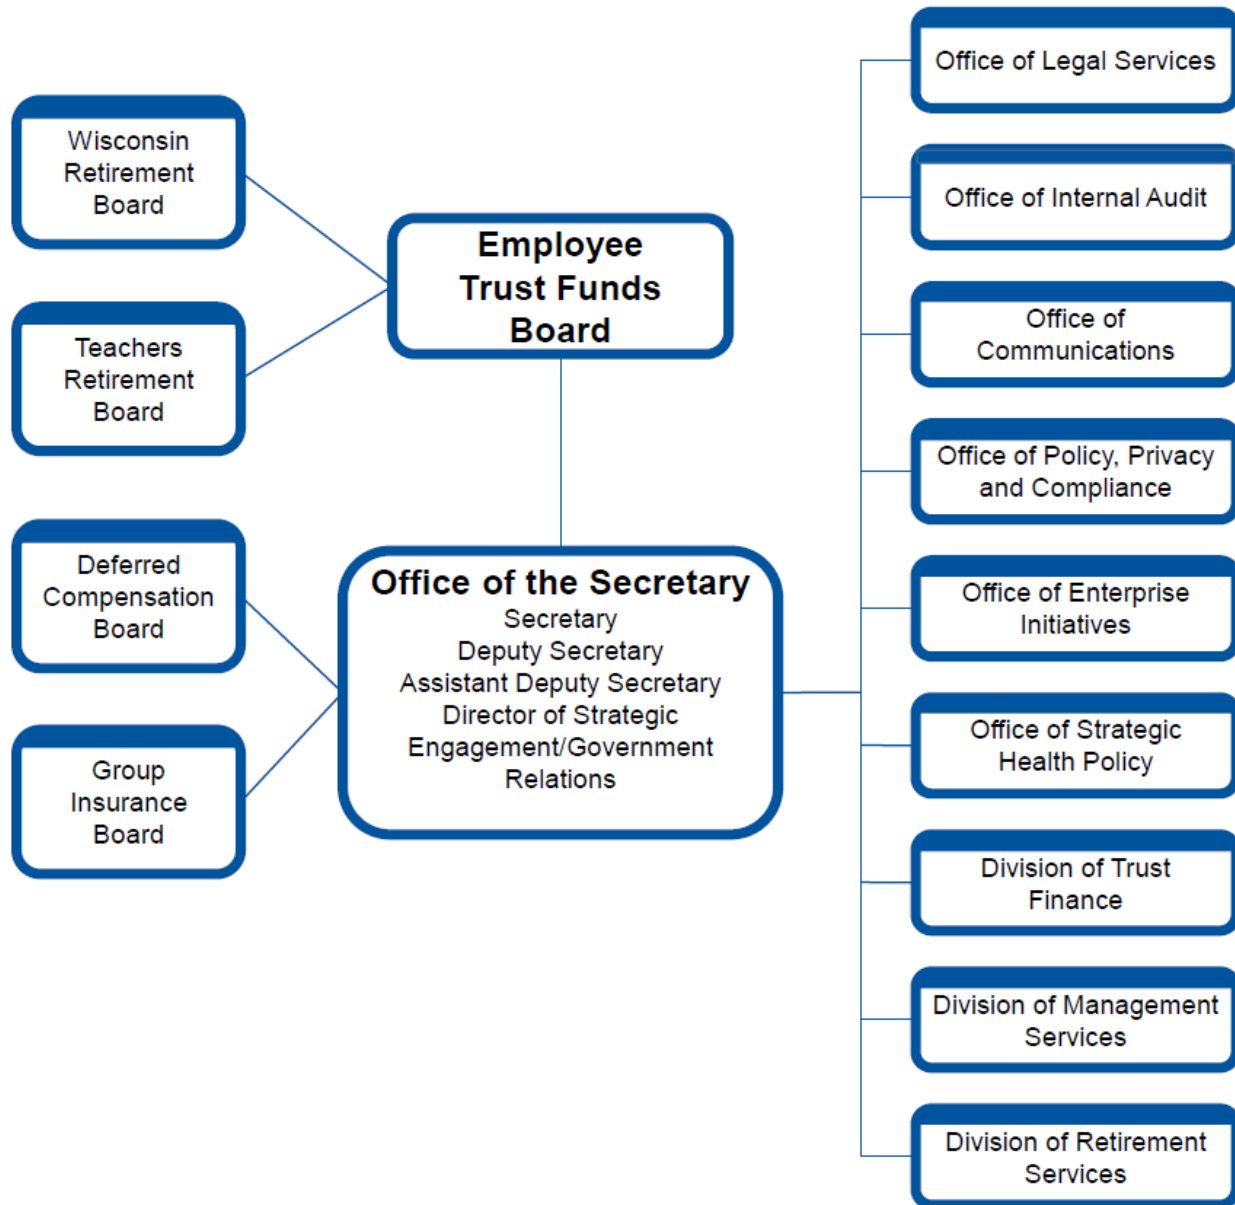 Wisconsin
Retirement
Board
Teachers
Retirement
Board
Deferred
Compensation
Board
Group
Insurance
Board
Employee
Trust Funds
Board
Office of the Secretary
Secretary
Deputy Secretary
Assistant Deputy Secretary
Director of Strategic
Engagement/Government
Relations
Office of Legal Services
Office of Internal Audit
Office of
Communications
Office of Policy, Privacy
and Compliance
Office of Enterprise
Initiatives
Office of Strategic
Health Policy
Division of Trust
Finance
Division of Management
Services
Division of Retirement
Services